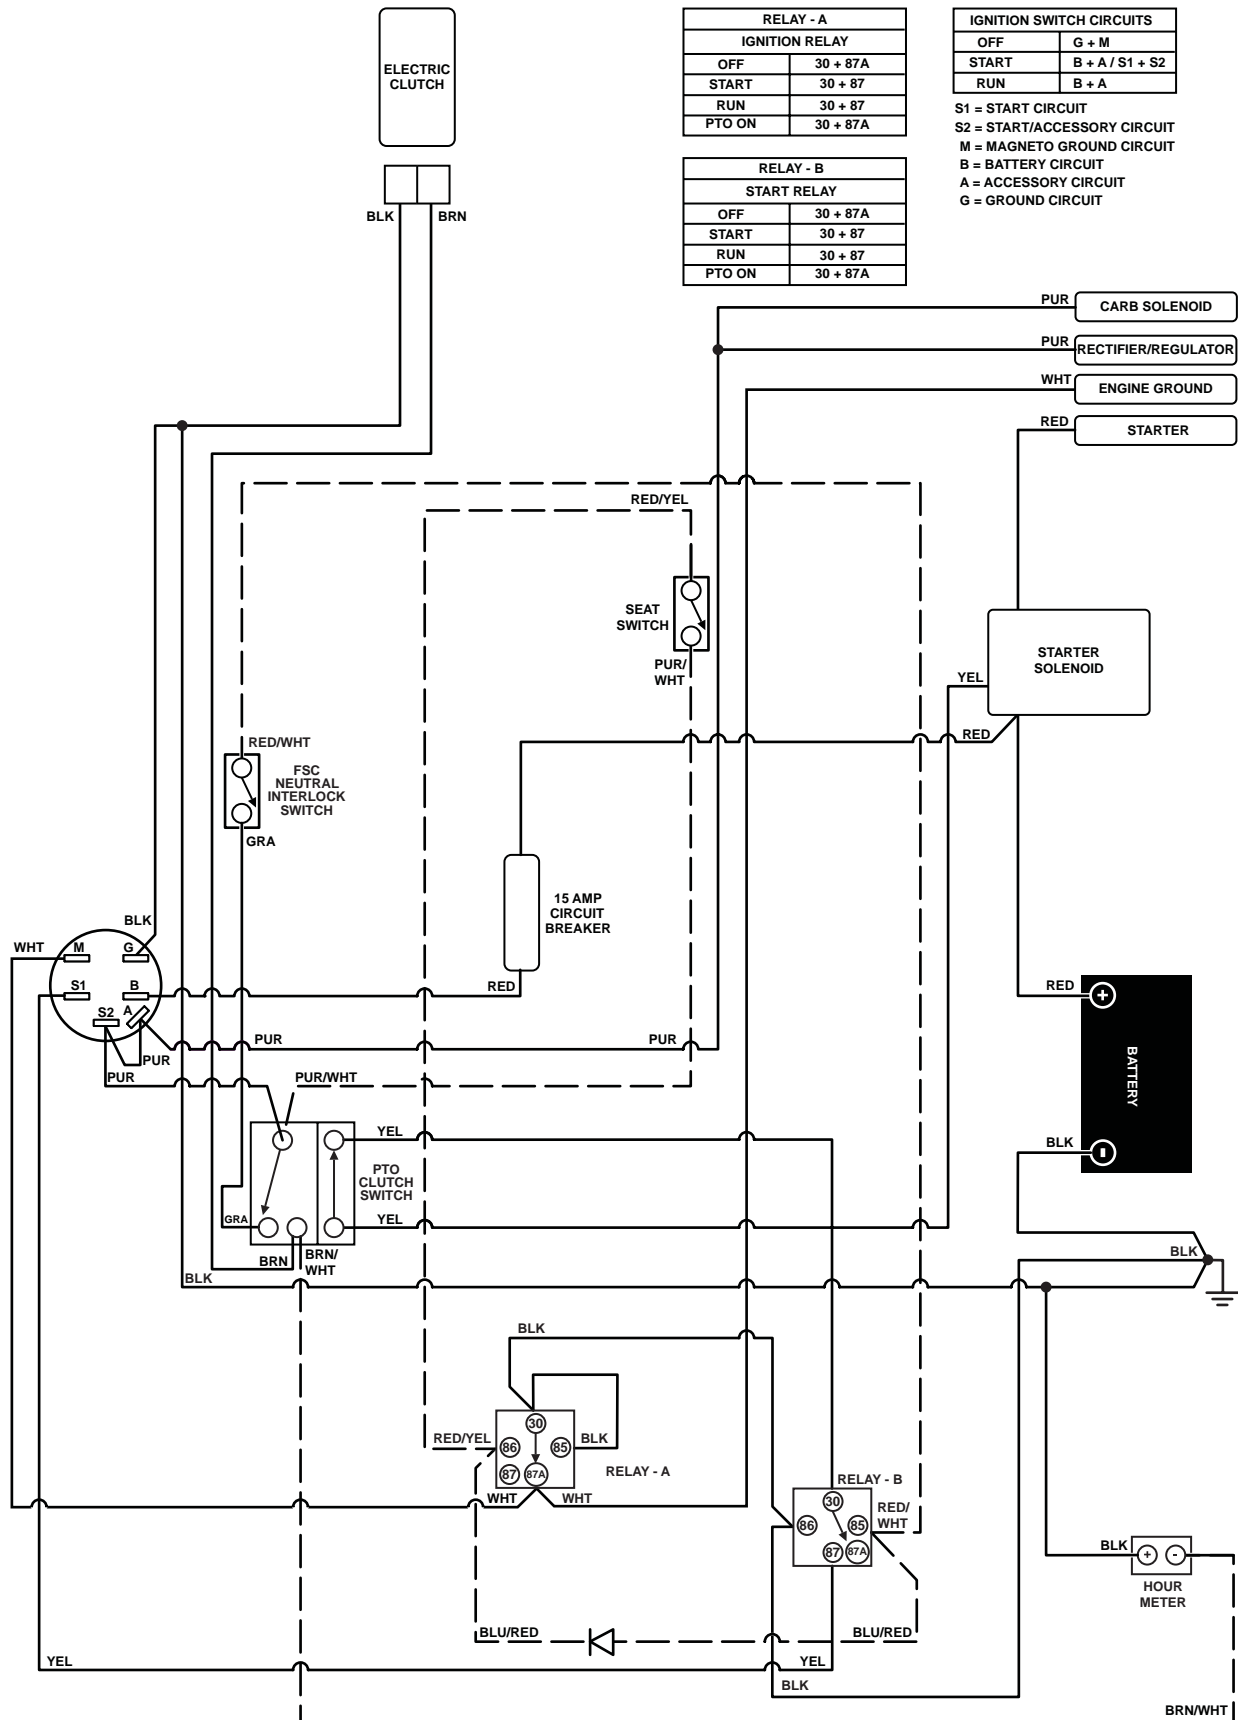 ELECTRIC
CLUTCH
BLK
BRN
RELAY - A
IGNITION RELAY
OFF 30 + 87A
START 30 + 87
RUN 30 + 87
PTO ON 30 + 87A
RELAY - B
START RELAY
OFF 30 + 87A
START 30 + 87
RUN 30 + 87
PTO ON 30 + 87A
IGNITION SWITCH CIRCUITS
OFF G + M
START B + A / S1 + S2
RUN B + A
S1 = START CIRCUIT
S2 = START/ACCESSORY CIRCUIT
M = MAGNETO GROUND CIRCUIT
B = BATTERY CIRCUIT
A = ACCESSORY CIRCUIT
G = GROUND CIRCUIT
PUR CARB SOLENOID
PUR RECTIFIER/REGULATOR
WHT ENGINE GROUND
RED STARTER
RED/YEL
SEAT
SWITCH
PUR/
WHT
STARTER
SOLENOID
YEL
RED
RED/WHT
FSC
NEUTRAL
INTERLOCK
SWITCH
GRA
15 AMP
CIRCUIT
BREAKER
BLK
WHT
M
G
S1
B
S2
A
RED
RED
+
BATTERY
BLK
-
PUR
PUR
PUR
PUR
PUR/WHT
YEL
PTO
CLUTCH
SWITCH
GRA
YEL
BRN
BRN/
WHT
BLK
BLK
BLK
30
RED/YEL
86
85
BLK
87
87A
RELAY - A
WHT
WHT
RELAY - B
30
RED/
WHT
86
85
87
87A
BLK
+
-
HOUR
METER
BLU/RED
BLU/RED
YEL
YEL
BLK
BRN/WHT